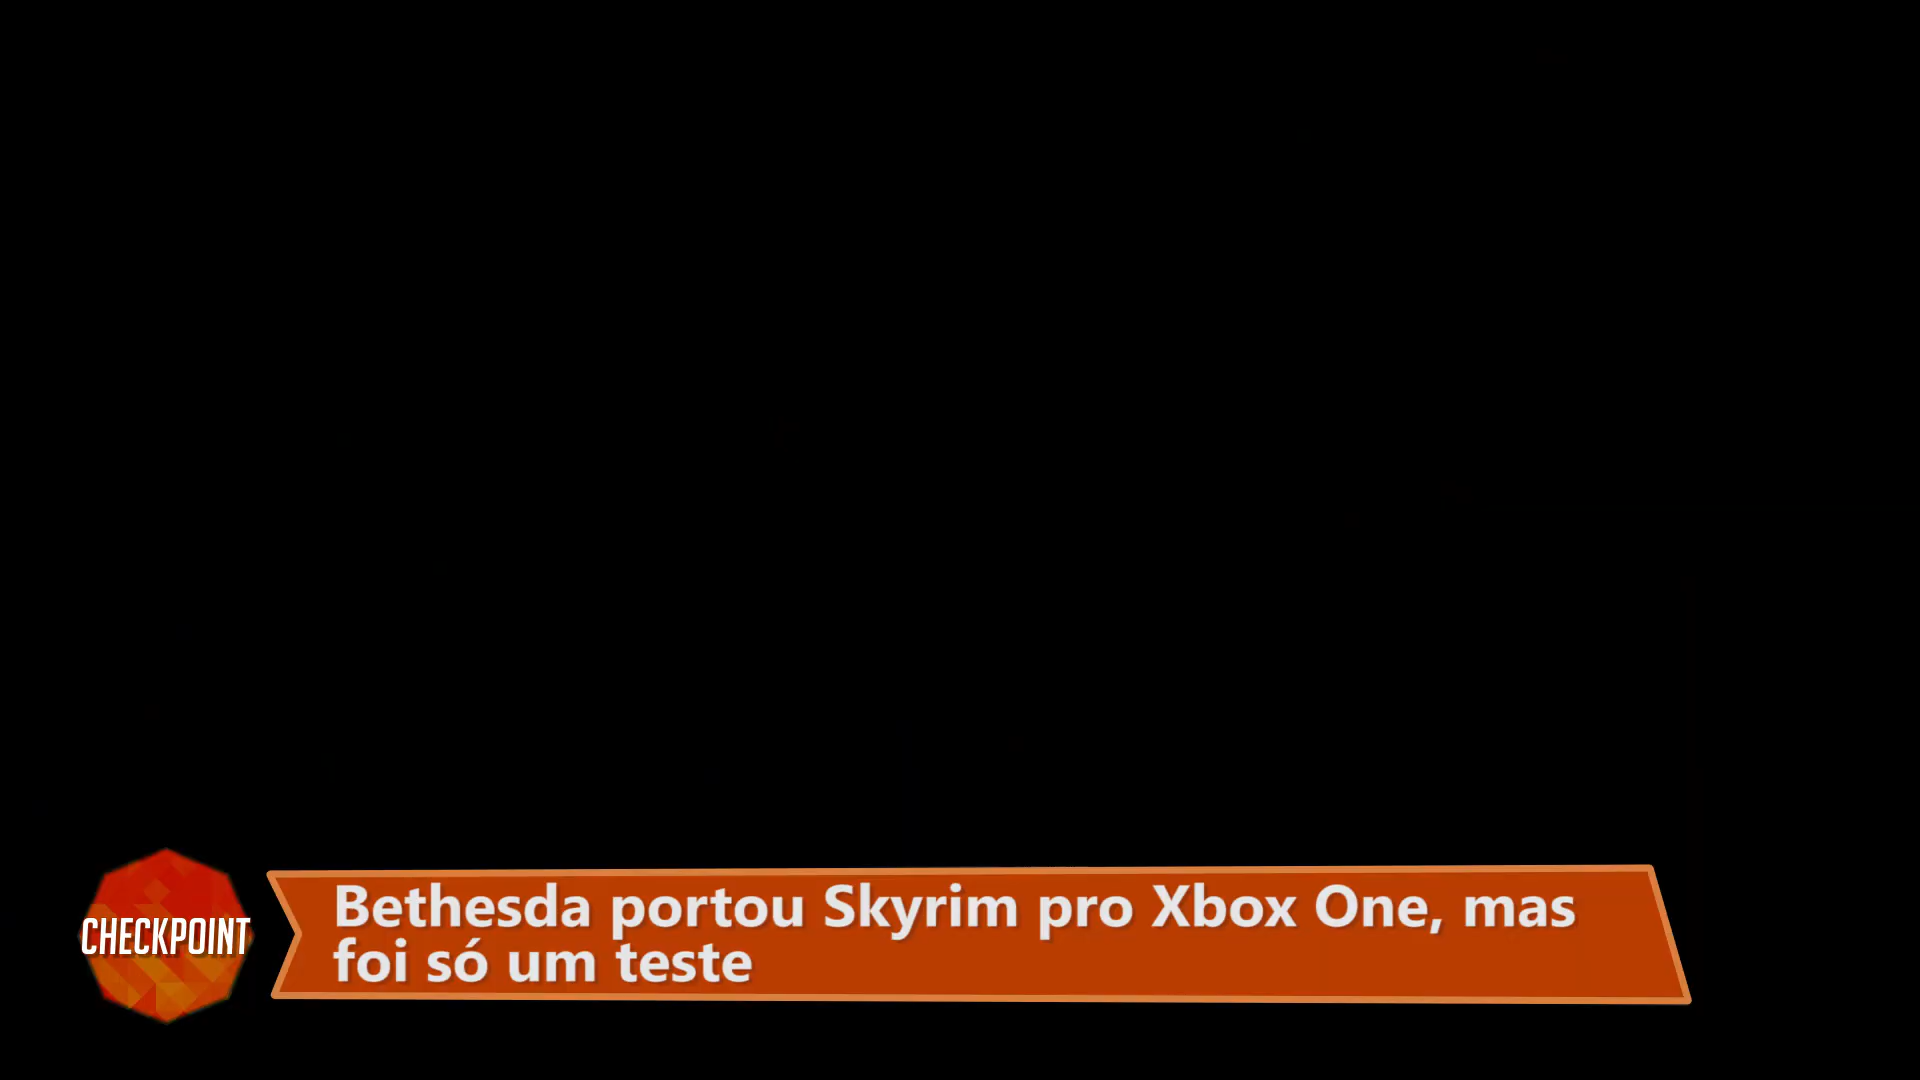 CHECKPOINT
Bethesda portou Skyrim pro Xbox One, mas
foi só um teste